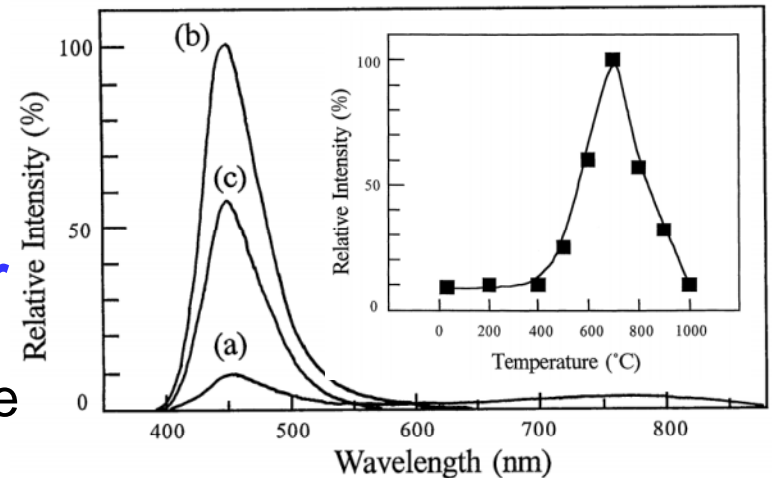 (b)
100
(c)
50
(a)
0
Relative Intensity (%)
400 500 600 700 800
Wavelength (nm)
100
50
0
Relative Intensity (%)
0 200 400 600 800 1000
Temperature (°C)
r
e